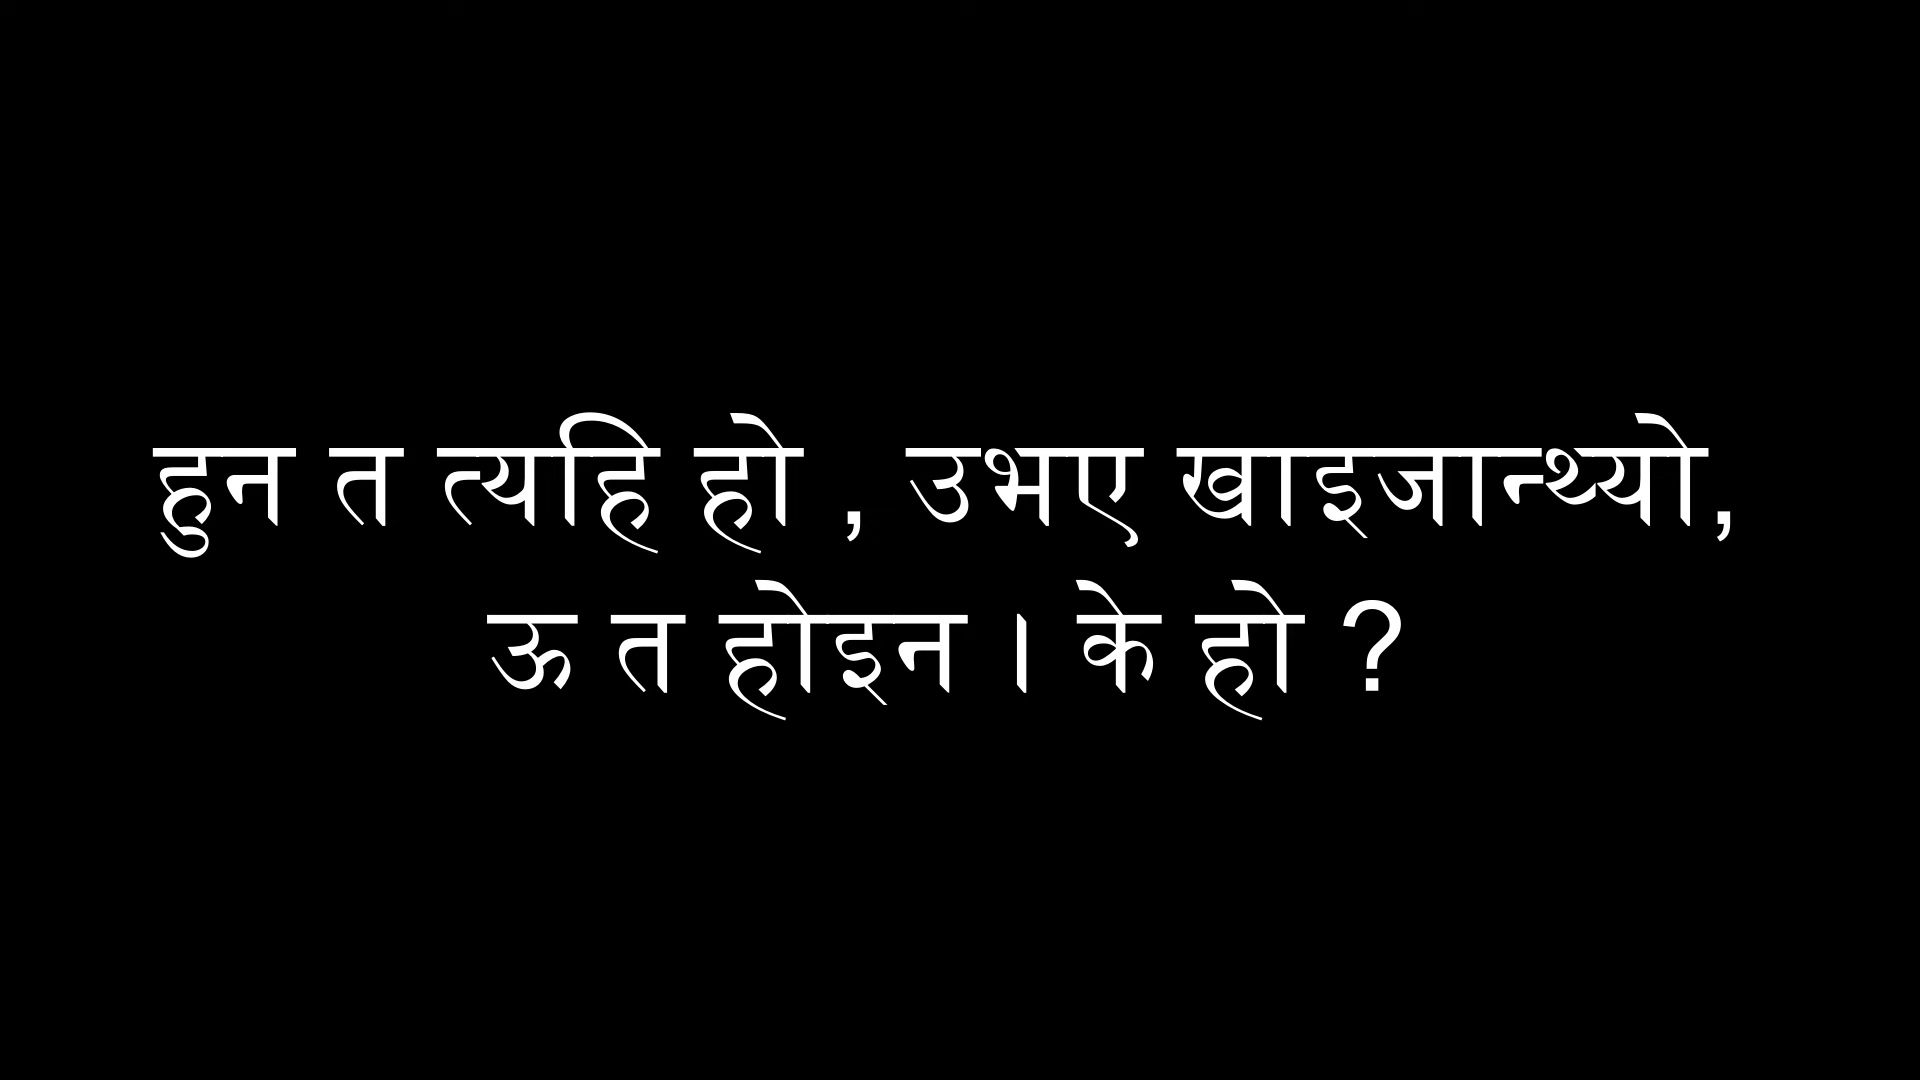 हुन त त्यहि हो , उभए खाइजान्थ्यो,
ऊ त होइन । के हो ?